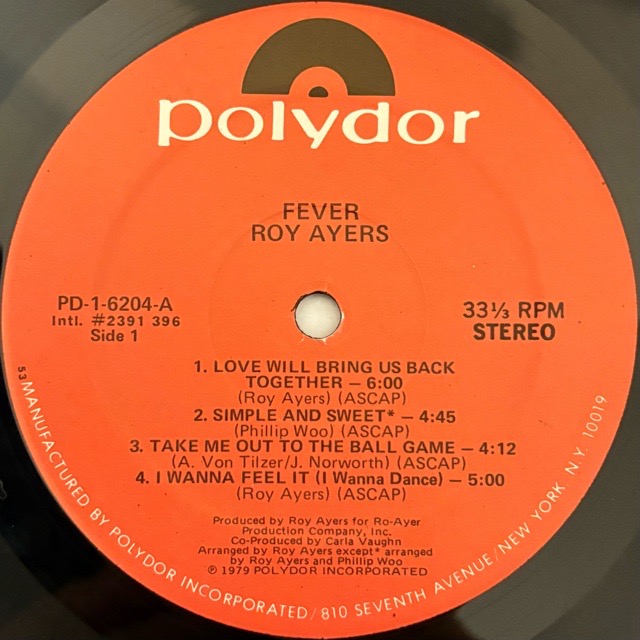 polydor
FEVER
ROY AYERS
PD-1-6204-A
Intl. #2391 396
Side 1
33⅓ RPM
STEREO
1. LOVE WILL BRING US BACK
TOGETHER – 6:00
(Roy Ayers) (ASCAP)
2. SIMPLE AND SWEET* – 4:45
(Phillip Woo) (ASCAP)
3. TAKE ME OUT TO THE BALL GAME – 4:12
(A. Von Tilzer/J. Norworth) (ASCAP)
4. I WANNA FEEL IT (I Wanna Dance) – 5:00
(Roy Ayers) (ASCAP)
Produced by Roy Ayers for Ro-Ayer
Production Company, Inc.
Co-Produced by Carla Vaughn
Arranged by Roy Ayers except* arranged
by Roy Ayers and Phillip Woo
℗ 1979 POLYDOR INCORPORATED
53 MANUFACTURED BY POLYDOR INCORPORATED/810 SEVENTH AVENUE/NEW YORK, N.Y. 10019